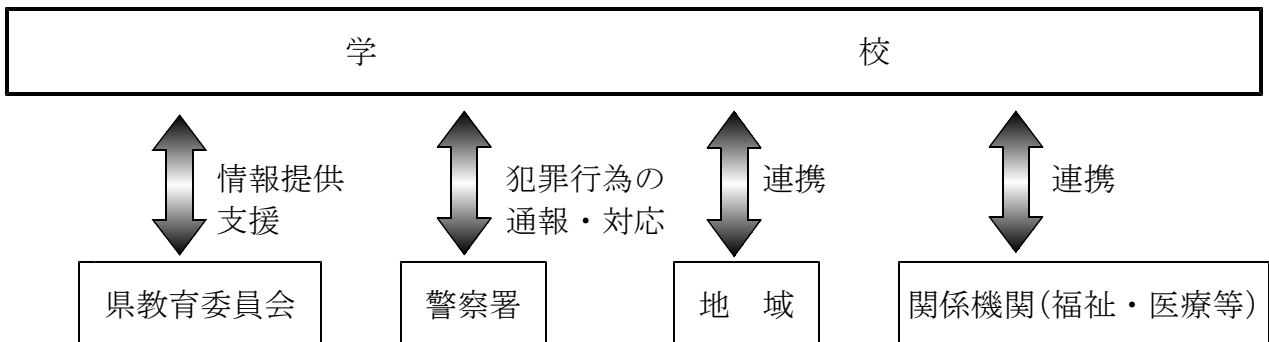 学校
情報提供
支援
犯罪行為の
通報・対応
連携
連携
県教育委員会
警察署
地域
関係機関(福祉・医療等)